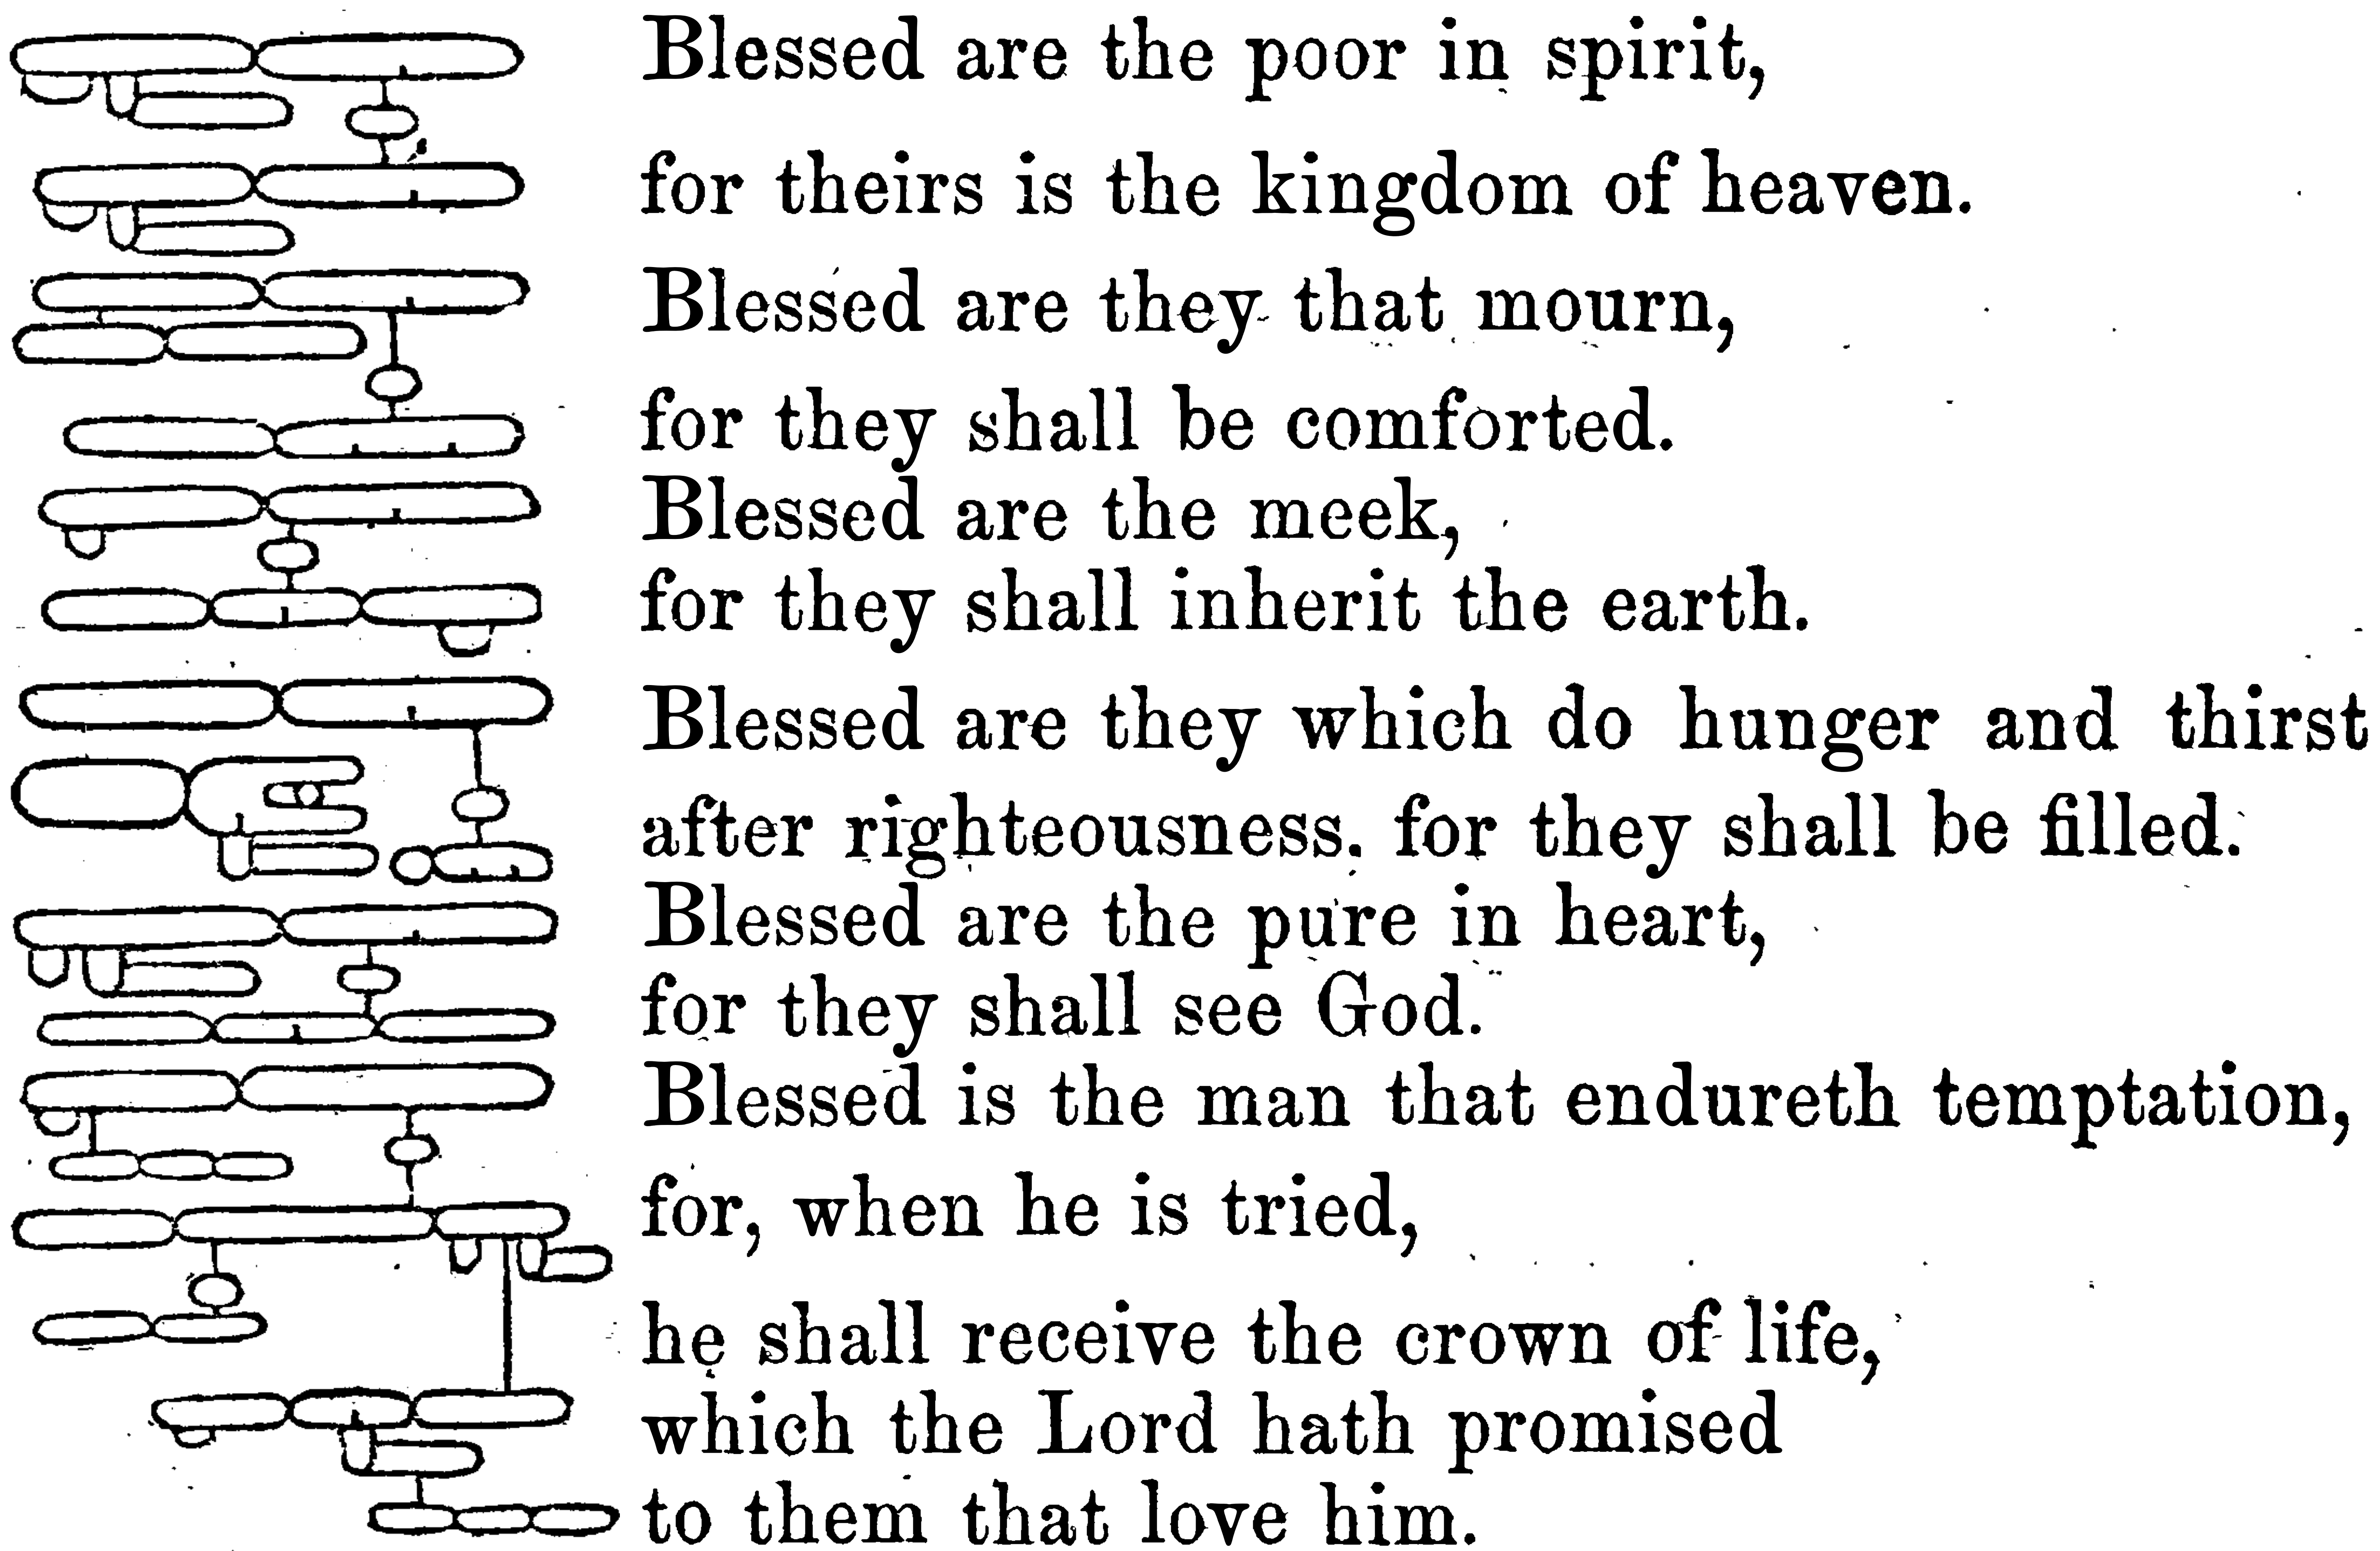 Blessed are the poor in spirit,
for theirs is the kingdom of heaven.
Blessed are they that mourn,
for they shall be comforted.
Blessed are the meek,
for they shall inherit the earth.
Blessed are they which do hunger and thirst
after righteousness. for they shall be filled.
Blessed are the pure in heart,
for they shall see God.
Blessed is the man that endureth temptation,
for, when he is tried,
he shall receive the crown of life,
which the Lord hath promised
to them that love him.